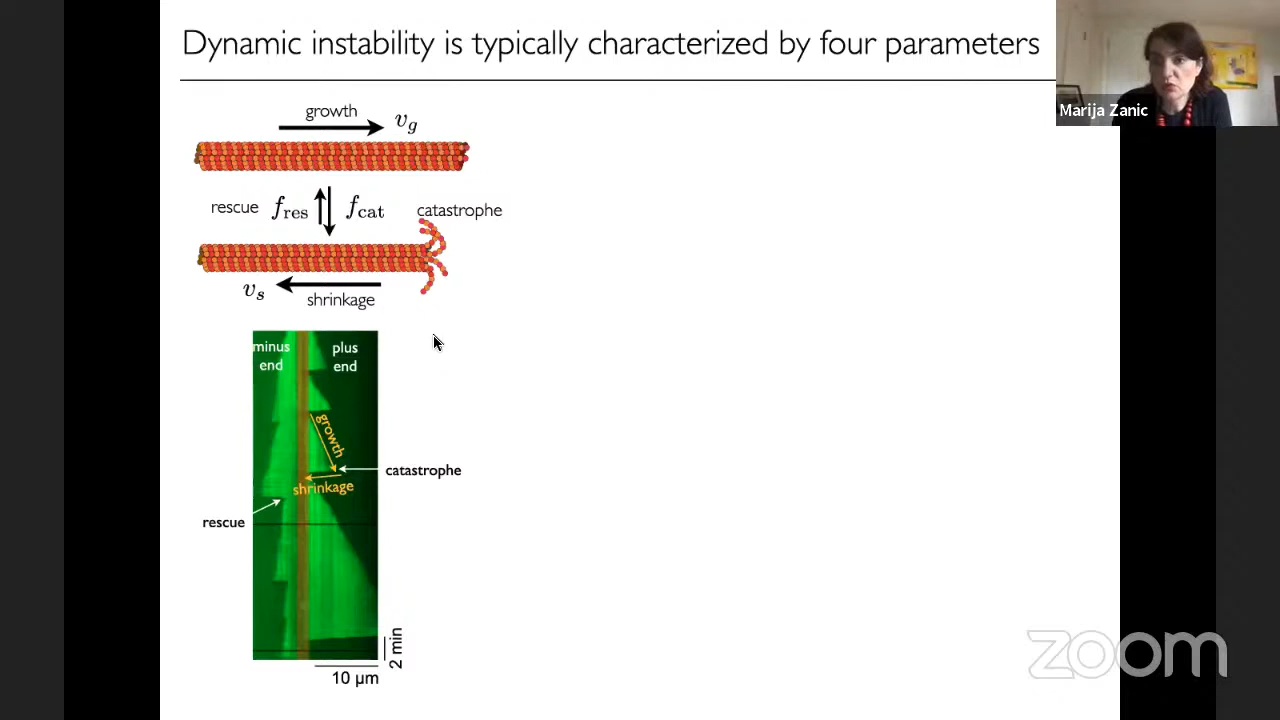 Dynamic instability is typically characterized by four parameters
Marija Zanic
growth
v_g
rescue f_res f_cat catastrophe
v_s
shrinkage
minus end
plus end
growth
catastrophe
shrinkage
rescue
2 min
10 µm
zoom